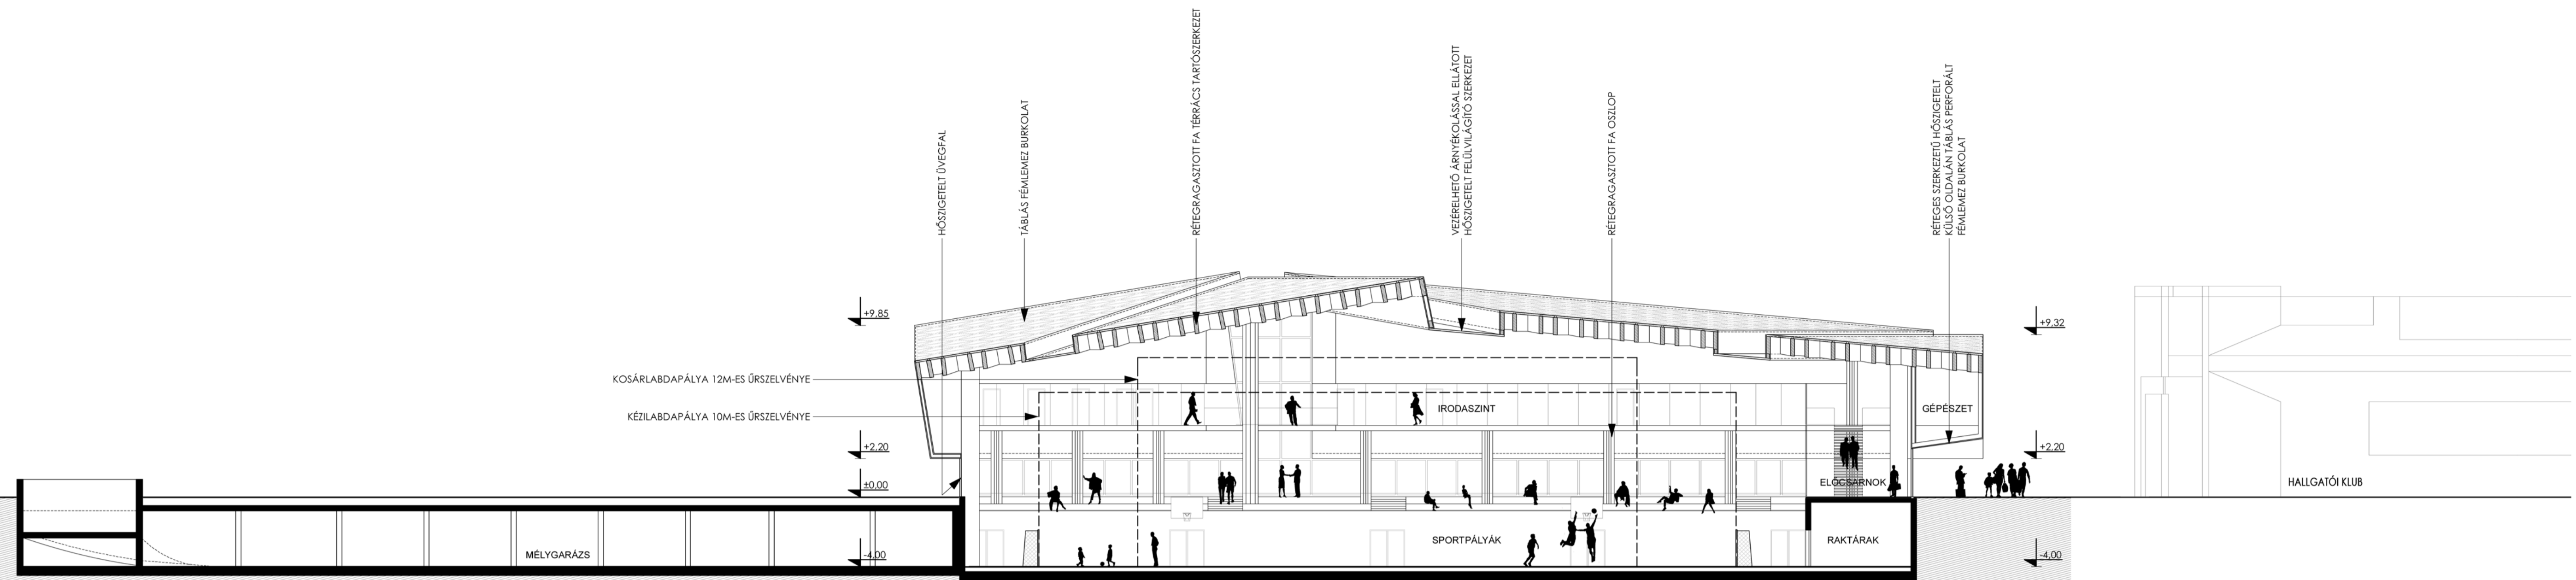 HŐSZIGETELT ÜVEGFAL
TÁBLÁS FÉMLEMEZ BURKOLAT
RÉTEGRAGASZTOTT FA TÉRRÁCS TARTÓSZERKEZET
VEZÉRELHETŐ ÁRNYÉKOLÁSSAL ELLÁTOTT
HŐSZIGETELT FELÜLVILÁGÍTÓ SZERKEZET
RÉTEGRAGASZTOTT FA OSZLOP
RÉTEGES SZERKEZETŰ HŐSZIGETELT
KÜLSŐ OLDALÁN TÁBLÁS PERFORÁLT
FÉMLEMEZ BURKOLAT
+9,85
+9,32
KOSÁRLABDAPÁLYA 12M-ES ŰRSZELVÉNYE
KÉZILABDAPÁLYA 10M-ES ŰRSZELVÉNYE
IRODASZINT
GÉPÉSZET
+2,20
+2,20
±0,00
ELŐCSARNOK
HALLGATÓI KLUB
MÉLYGARÁZS
-4,00
SPORTPÁLYÁK
RAKTÁRAK
-4,00